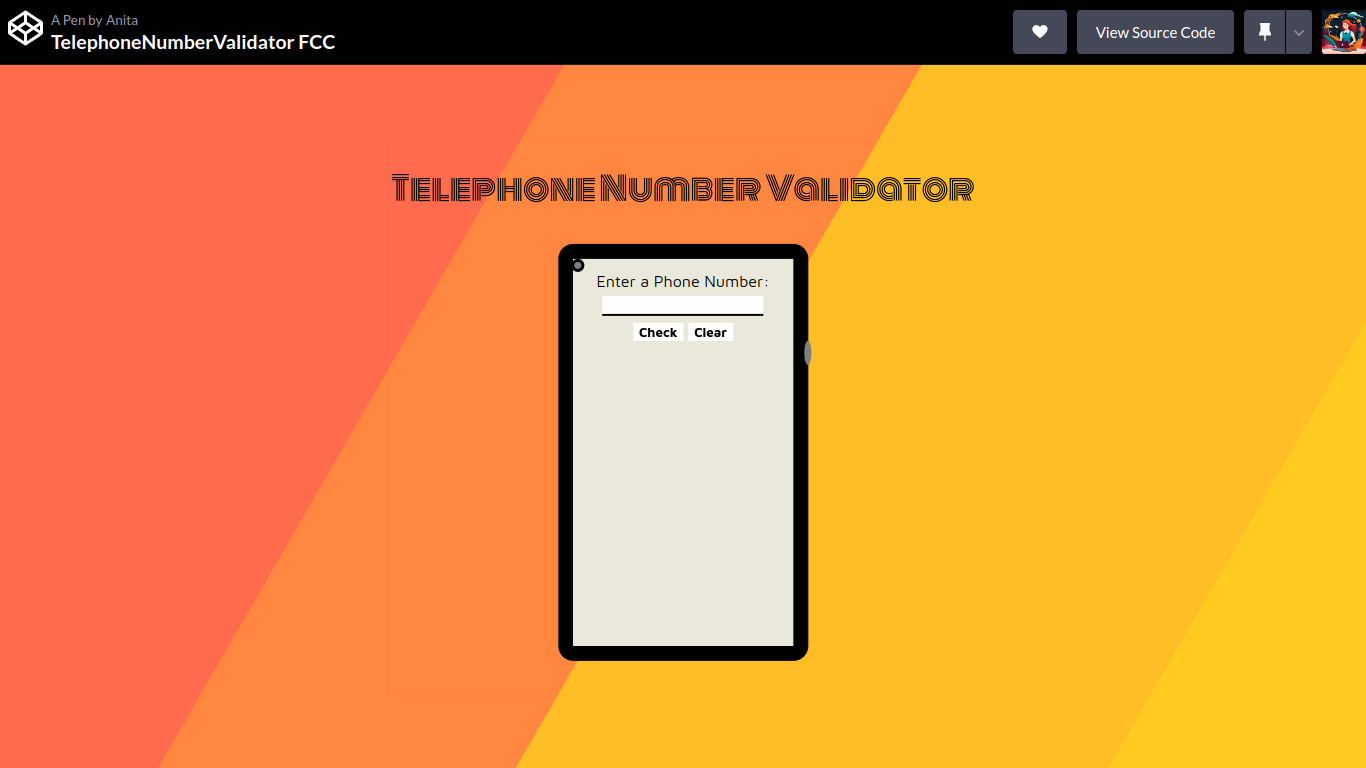 A Pen by Anita
TelephoneNumberValidator FCC
View Source Code
Telephone Number Validator
Enter a Phone Number:
Check Clear